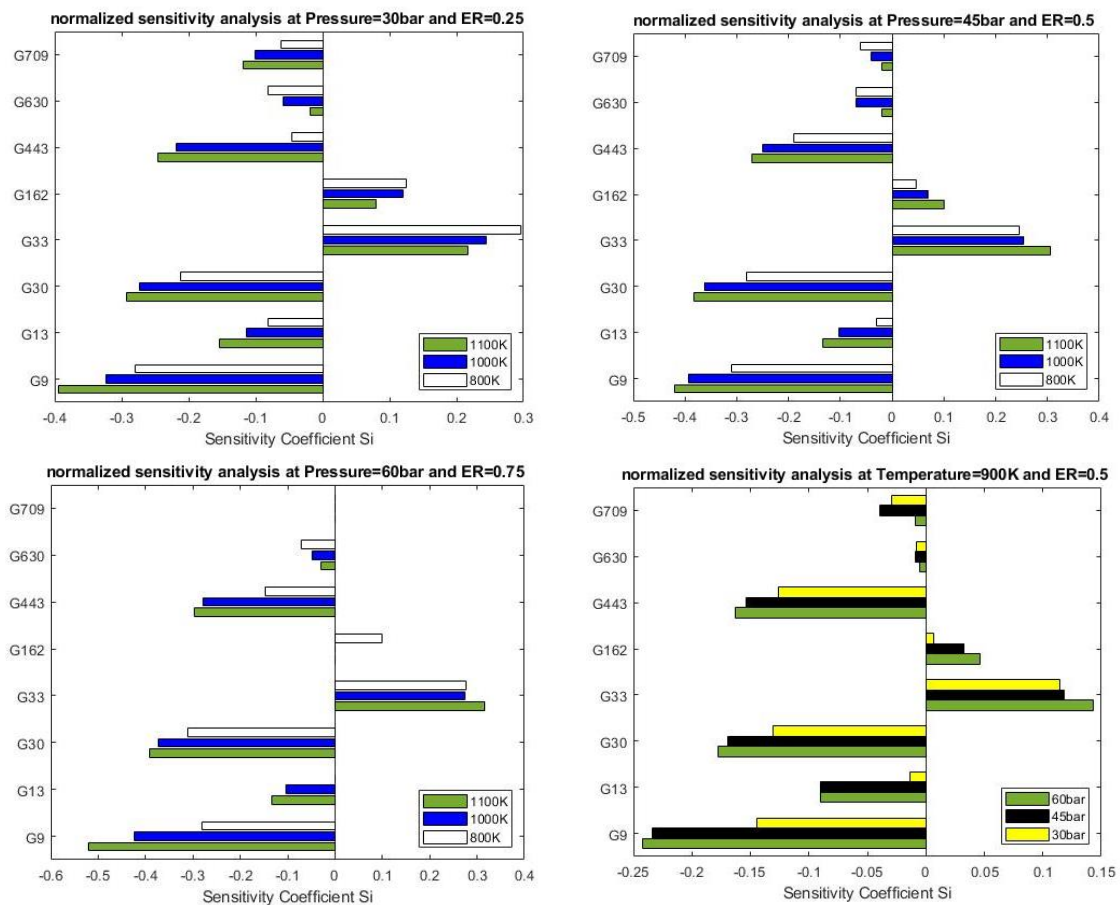 normalized sensitivity analysis at Pressure=30bar and ER=0.25
G709
G630
G443
G162
G33
G30
G13
G9
1100K
1000K
800K
-0.4 -0.3 -0.2 -0.1 0 0.1 0.2 0.3
Sensitivity Coefficient Si
normalized sensitivity analysis at Pressure=45bar and ER=0.5
G709
G630
G443
G162
G33
G30
G13
G9
1100K
1000K
800K
-0.5 -0.4 -0.3 -0.2 -0.1 0 0.1 0.2 0.3 0.4
Sensitivity Coefficient Si
normalized sensitivity analysis at Pressure=60bar and ER=0.75
G709
G630
G443
G162
G33
G30
G13
G9
1100K
1000K
800K
-0.6 -0.5 -0.4 -0.3 -0.2 -0.1 0 0.1 0.2 0.3 0.4
Sensitivity Coefficient Si
normalized sensitivity analysis at Temperature=900K and ER=0.5
G709
G630
G443
G162
G33
G30
G13
G9
60bar
45bar
30bar
-0.25 -0.2 -0.15 -0.1 -0.05 0 0.05 0.1 0.15
Sensitivity Coefficient Si